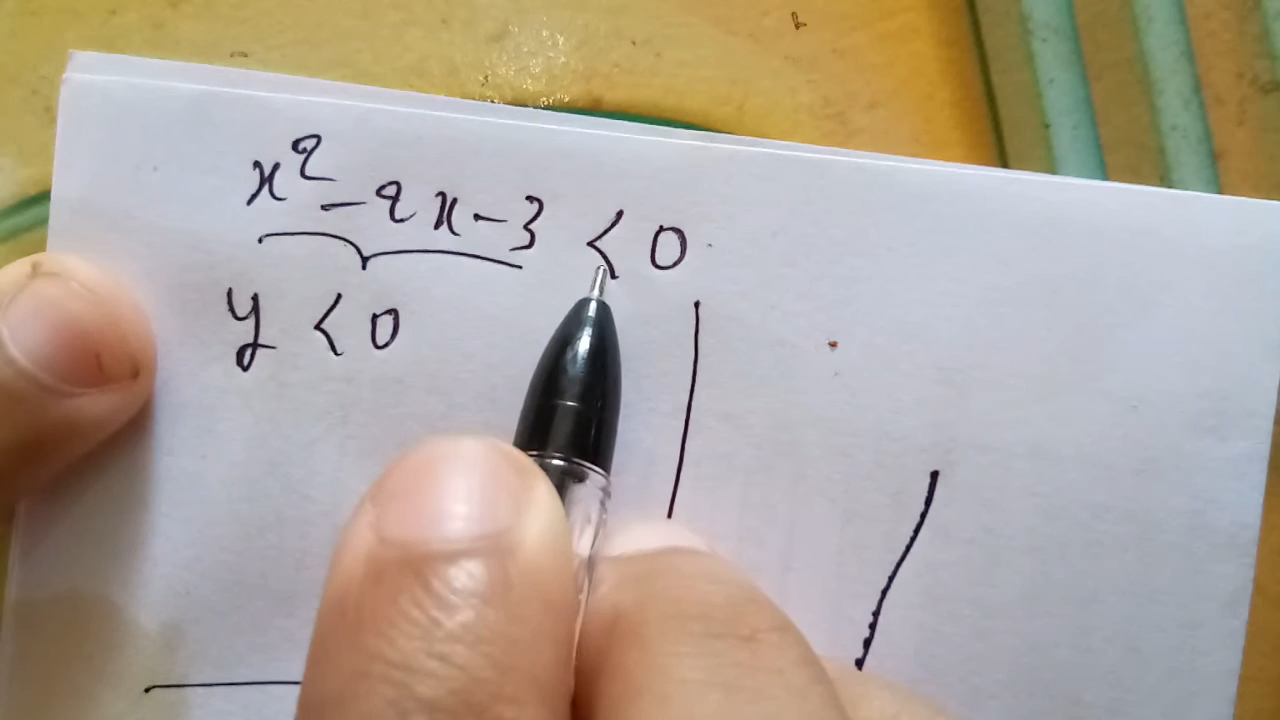 x² - 2x - 3 < 0
y < 0